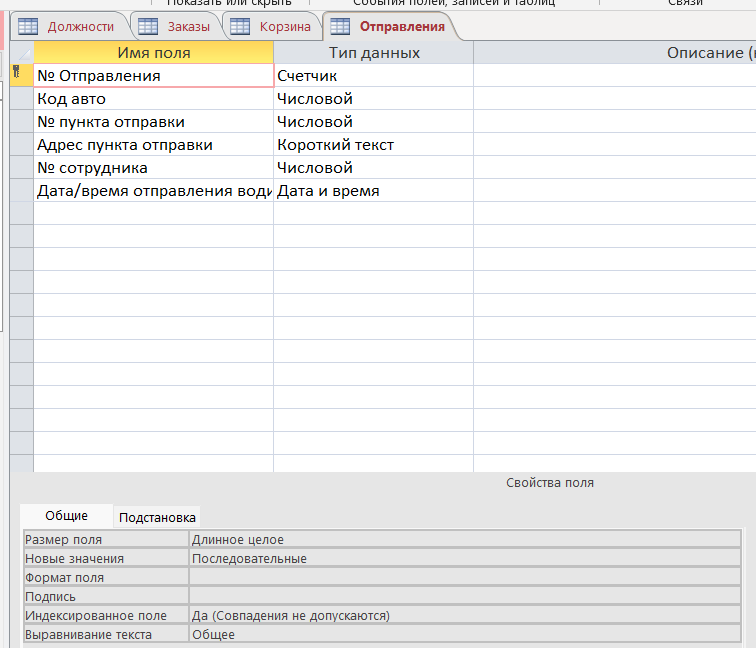 Показать или скрыть События полей, записей и таблиц Связи
Должности Заказы Корзина Отправления
Имя поля Тип данных Описание (
№ Отправления Счетчик
Код авто Числовой
№ пункта отправки Числовой
Адрес пункта отправки Короткий текст
№ сотрудника Числовой
Дата/время отправления води Дата и время
Свойства поля
Общие Подстановка
Размер поля Длинное целое
Новые значения Последовательные
Формат поля
Подпись
Индексированное поле Да (Совпадения не допускаются)
Выравнивание текста Общее